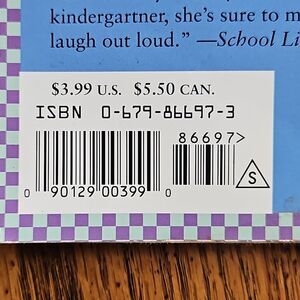 kindergartner, she's sure to m
laugh out loud." —School Li
$3.99 U.S. $5.50 CAN.
ISBN 0-679-86697-3
86697>
0 90129 00399 0
S